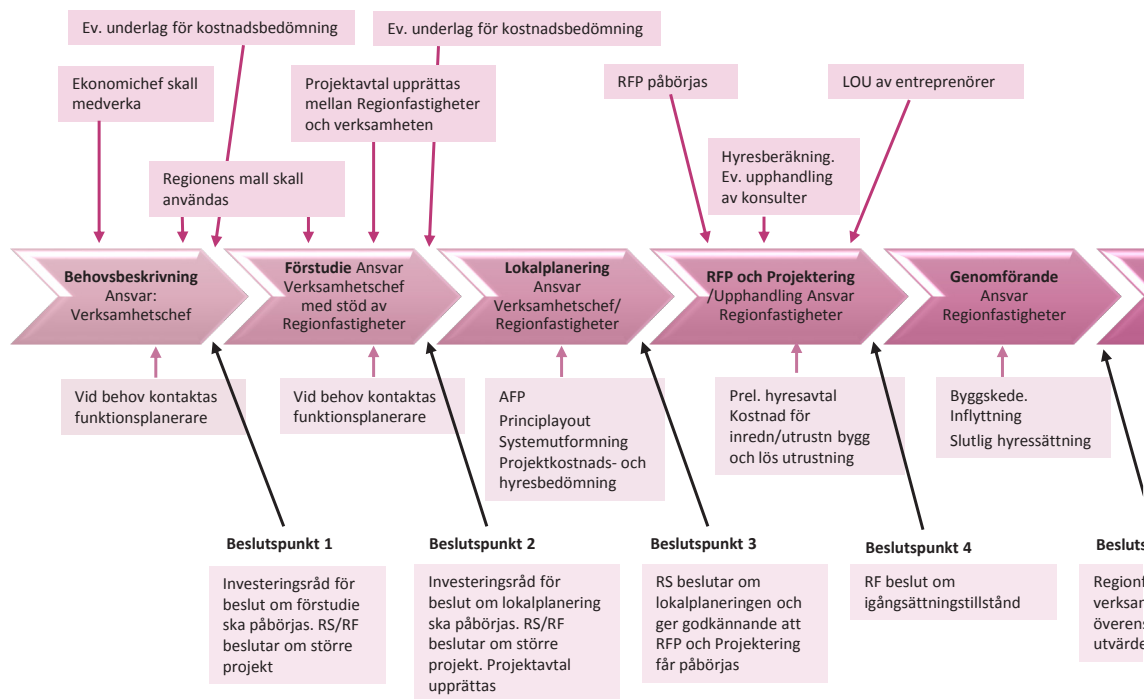 Ev. underlag för kostnadsbedömning
Ev. underlag för kostnadsbedömning
Ekonomichef skall
medverka
Projektavtal upprättas
mellan Regionfastigheter
och verksamheten
RFP påbörjas
LOU av entreprenörer
Regionens mall skall
användas
Hyresberäkning.
Ev. upphandling
av konsulter
Behovsbeskrivning
Ansvar:
Verksamhetschef
Förstudie Ansvar
Verksamhetschef
med stöd av
Regionfastigheter
Lokalplanering
Ansvar
Verksamhetschef/
Regionfastigheter
RFP och Projektering
/Upphandling Ansvar
Regionfastigheter
Genomförande
Ansvar
Regionfastigheter
Vid behov kontaktas
funktionsplanerare
Vid behov kontaktas
funktionsplanerare
AFP
Principlayout
Systemutformning
Projektkostnads- och
hyresbedömning
Prel. hyresavtal
Kostnad för
inredn/utrustn bygg
och lös utrustning
Byggskede.
Inflyttning
Slutlig hyressättning
Beslutspunkt 1
Investeringsråd för
beslut om förstudie
ska påbörjas. RS/RF
beslutar om större
projekt
Beslutspunkt 2
Investeringsråd för
beslut om lokalplanering
ska påbörjas. RS/RF
beslutar om större
projekt. Projektavtal
upprättas
Beslutspunkt 3
RS beslutar om
lokalplaneringen och
ger godkännande att
RFP och Projektering
får påbörjas
Beslutspunkt 4
RF beslut om
igångsättningstillstånd